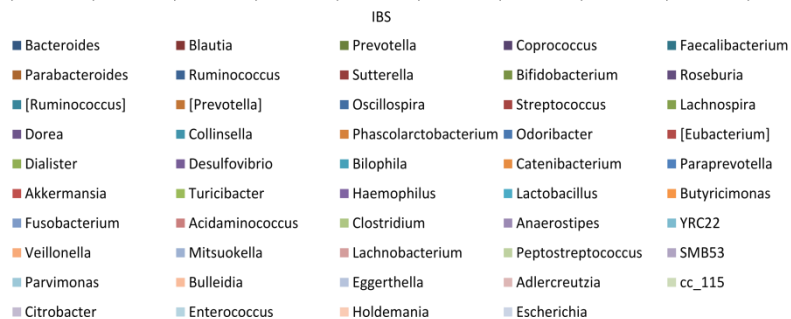 IBS
Bacteroides Blautia Prevotella Coprococcus Faecalibacterium
Parabacteroides Ruminococcus Sutterella Bifidobacterium Roseburia
[Ruminococcus] [Prevotella] Oscillospira Streptococcus Lachnospira
Dorea Collinsella Phascolarctobacterium Odoribacter [Eubacterium]
Dialister Desulfovibrio Bilophila Catenibacterium Paraprevotella
Akkermansia Turicibacter Haemophilus Lactobacillus Butyricimonas
Fusobacterium Acidaminococcus Clostridium Anaerostipes YRC22
Veillonella Mitsuokella Lachnobacterium Peptostreptococcus SMB53
Parvimonas Bulleidia Eggerthella Adlercreutzia cc_115
Citrobacter Enterococcus Holdemania Escherichia